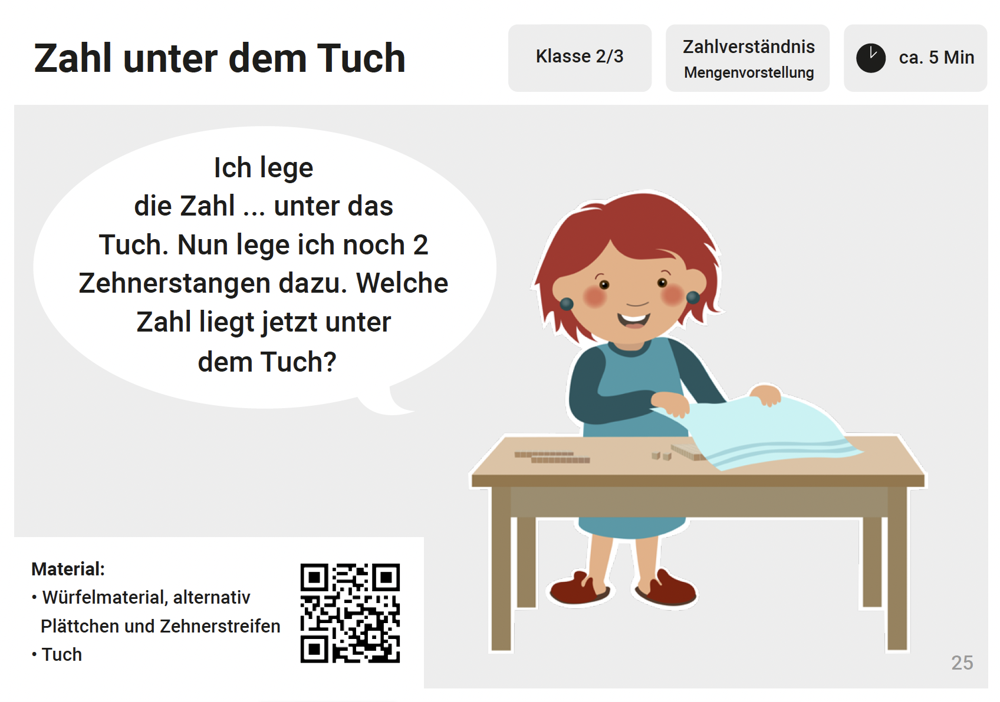 Zahl unter dem Tuch
Klasse 2/3
Zahlverständnis
Mengenvorstellung
ca. 5 Min
Ich lege
die Zahl ... unter das
Tuch. Nun lege ich noch 2
Zehnerstangen dazu. Welche
Zahl liegt jetzt unter
dem Tuch?
Material:
• Würfelmaterial, alternativ
Plättchen und Zehnerstreifen
• Tuch
25